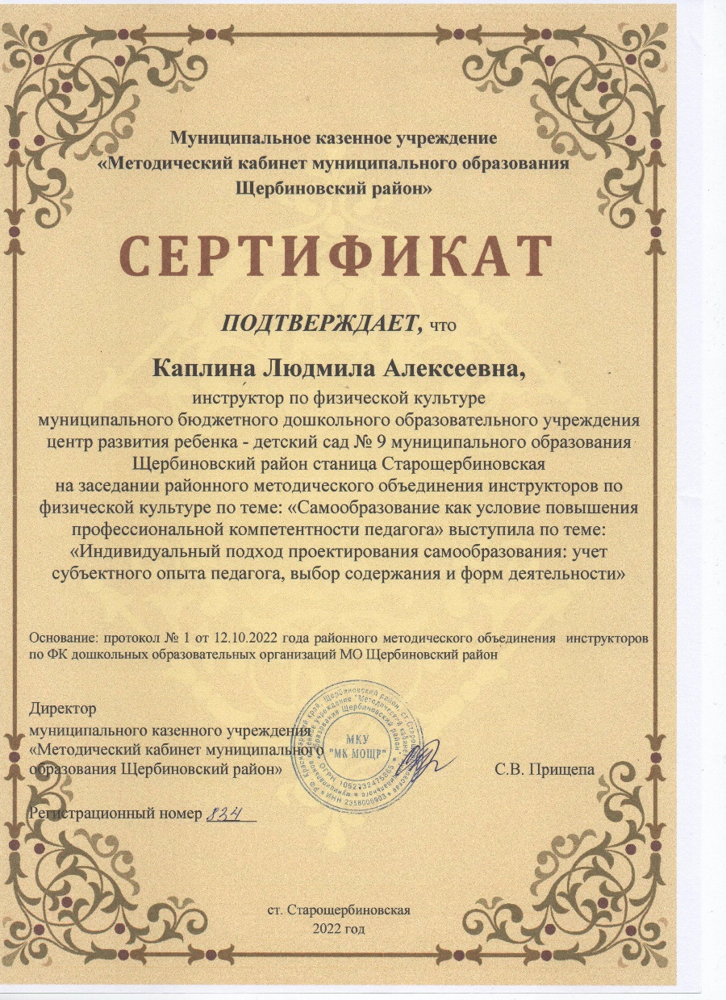 Муниципальное казенное учреждение
«Методический кабинет муниципального образования
Щербиновский район»
СЕРТИФИКАТ
ПОДТВЕРЖДАЕТ, что
Каплина Людмила Алексеевна,
инструктор по физической культуре
муниципального бюджетного дошкольного образовательного учреждения
центр развития ребенка - детский сад № 9 муниципального образования
Щербиновский район станица Старощербиновская
на заседании районного методического объединения инструкторов по
физической культуре по теме: «Самообразование как условие повышения
профессиональной компетентности педагога» выступила по теме:
«Индивидуальный подход проектирования самообразования: учет
субъектного опыта педагога, выбор содержания и форм деятельности»
Основание: протокол № 1 от 12.10.2022 года районного методического объединения инструкторов
по ФК дошкольных образовательных организаций МО Щербиновский район
Директор
муниципального казенного учреждения
«Методический кабинет муниципального
образования Щербиновский район»
С.В. Прищепа
МКУ
"МК МОЩР"
Регистрационный номер 834
ст. Старощербиновская
2022 год